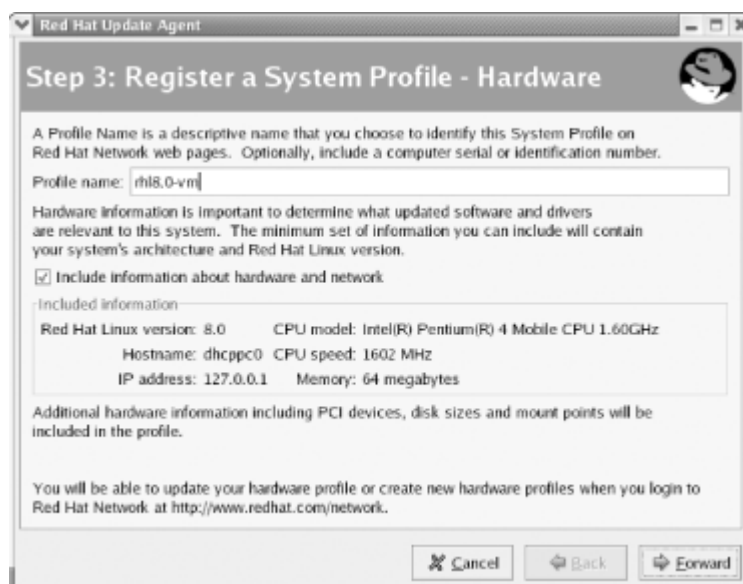 Red Hat Update Agent
Step 3: Register a System Profile - Hardware
A Profile Name is a descriptive name that you choose to identify this System Profile on
Red Hat Network web pages. Optionally, include a computer serial or identification number.
Profile name: rhl8.0-vm
Hardware information is important to determine what updated software and drivers
are relevant to this system. The minimum set of information you can include will contain
your system's architecture and Red Hat Linux version.
Include information about hardware and network
Included information
Red Hat Linux version: 8.0 CPU model: Intel(R) Pentium(R) 4 Mobile CPU 1.60GHz
Hostname: dhcppc0 CPU speed: 1602 MHz
IP address: 127.0.0.1 Memory: 64 megabytes
Additional hardware information including PCI devices, disk sizes and mount points will be
included in the profile.
You will be able to update your hardware profile or create new hardware profiles when you login to
Red Hat Network at http://www.redhat.com/network.
Cancel Back Forward